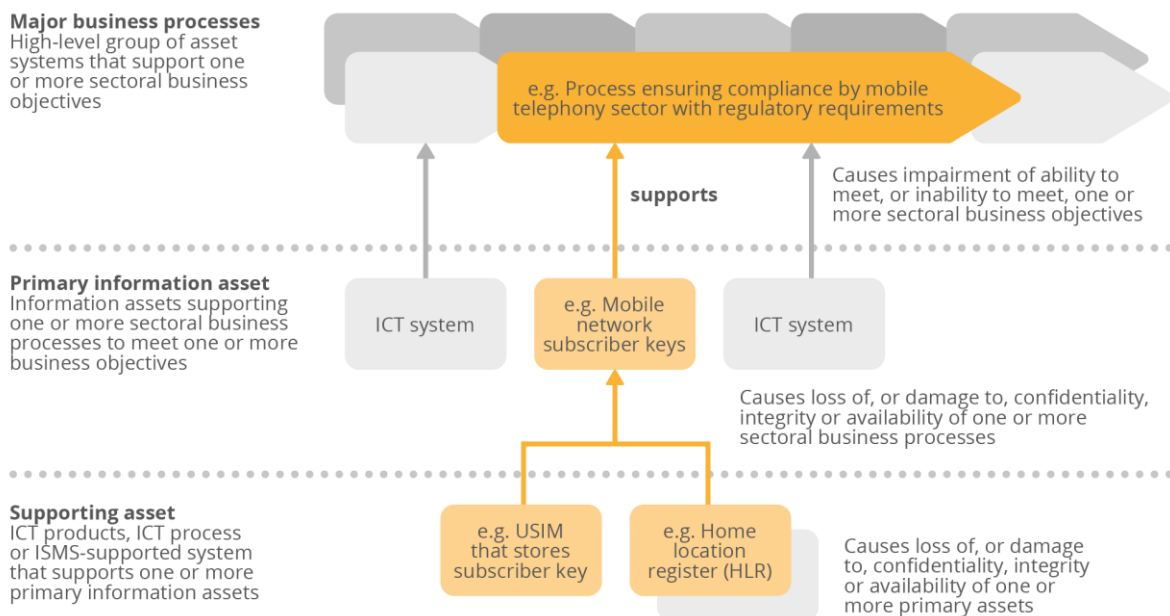 Major business processes
High-level group of asset
systems that support one
or more sectoral business
objectives
e.g. Process ensuring compliance by mobile
telephony sector with regulatory requirements
supports
Causes impairment of ability to
meet, or inability to meet, one or
more sectoral business objectives
Primary information asset
Information assets supporting
one or more sectoral business
processes to meet one or more
business objectives
ICT system
e.g. Mobile
network
subscriber keys
ICT system
Causes loss of, or damage to, confidentiality,
integrity or availability of one or more
sectoral business processes
Supporting asset
ICT products, ICT process
or ISMS-supported system
that supports one or more
primary information assets
e.g. USIM
that stores
subscriber key
e.g. Home
location
register (HLR)
Causes loss of, or damage
to, confidentiality, integrity
or availability of one or
more primary assets